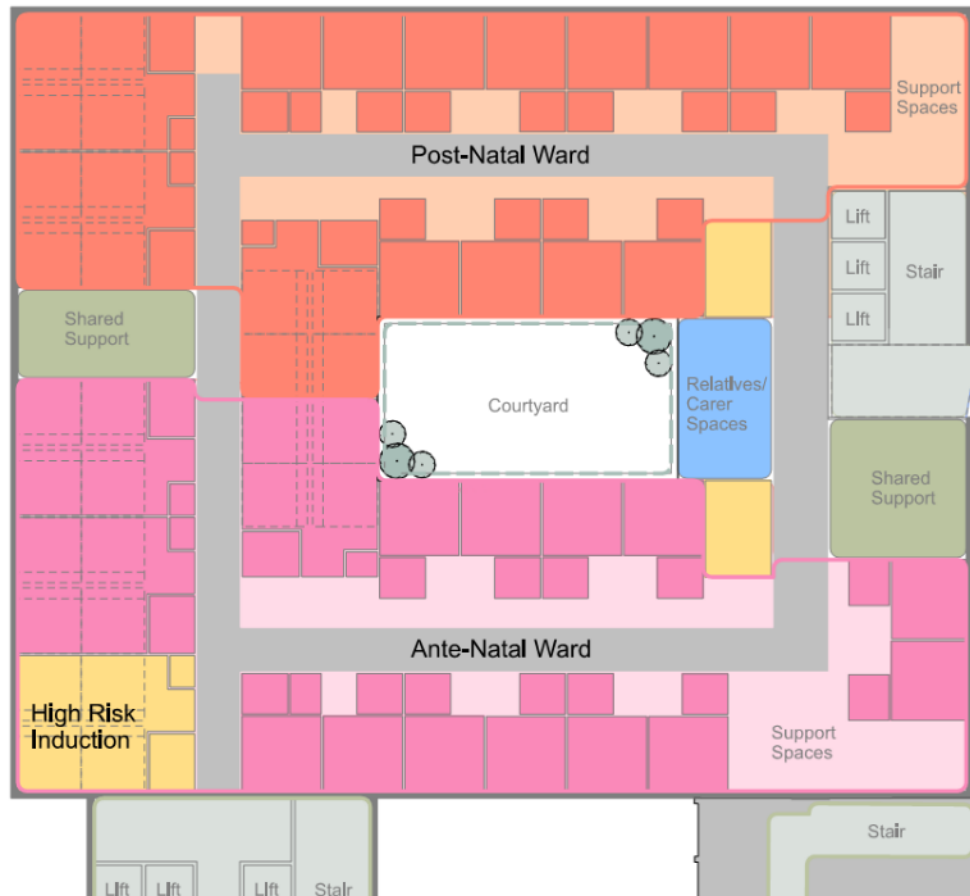 Support
Spaces
Post-Natal Ward
Lift
Stair
Lift
Lift
Shared
Support
Relatives/
Carer
Spaces
Courtyard
Shared
Support
Ante-Natal Ward
High Risk
Induction
Support
Spaces
Stair
Lift
Lift
Lift
Stair